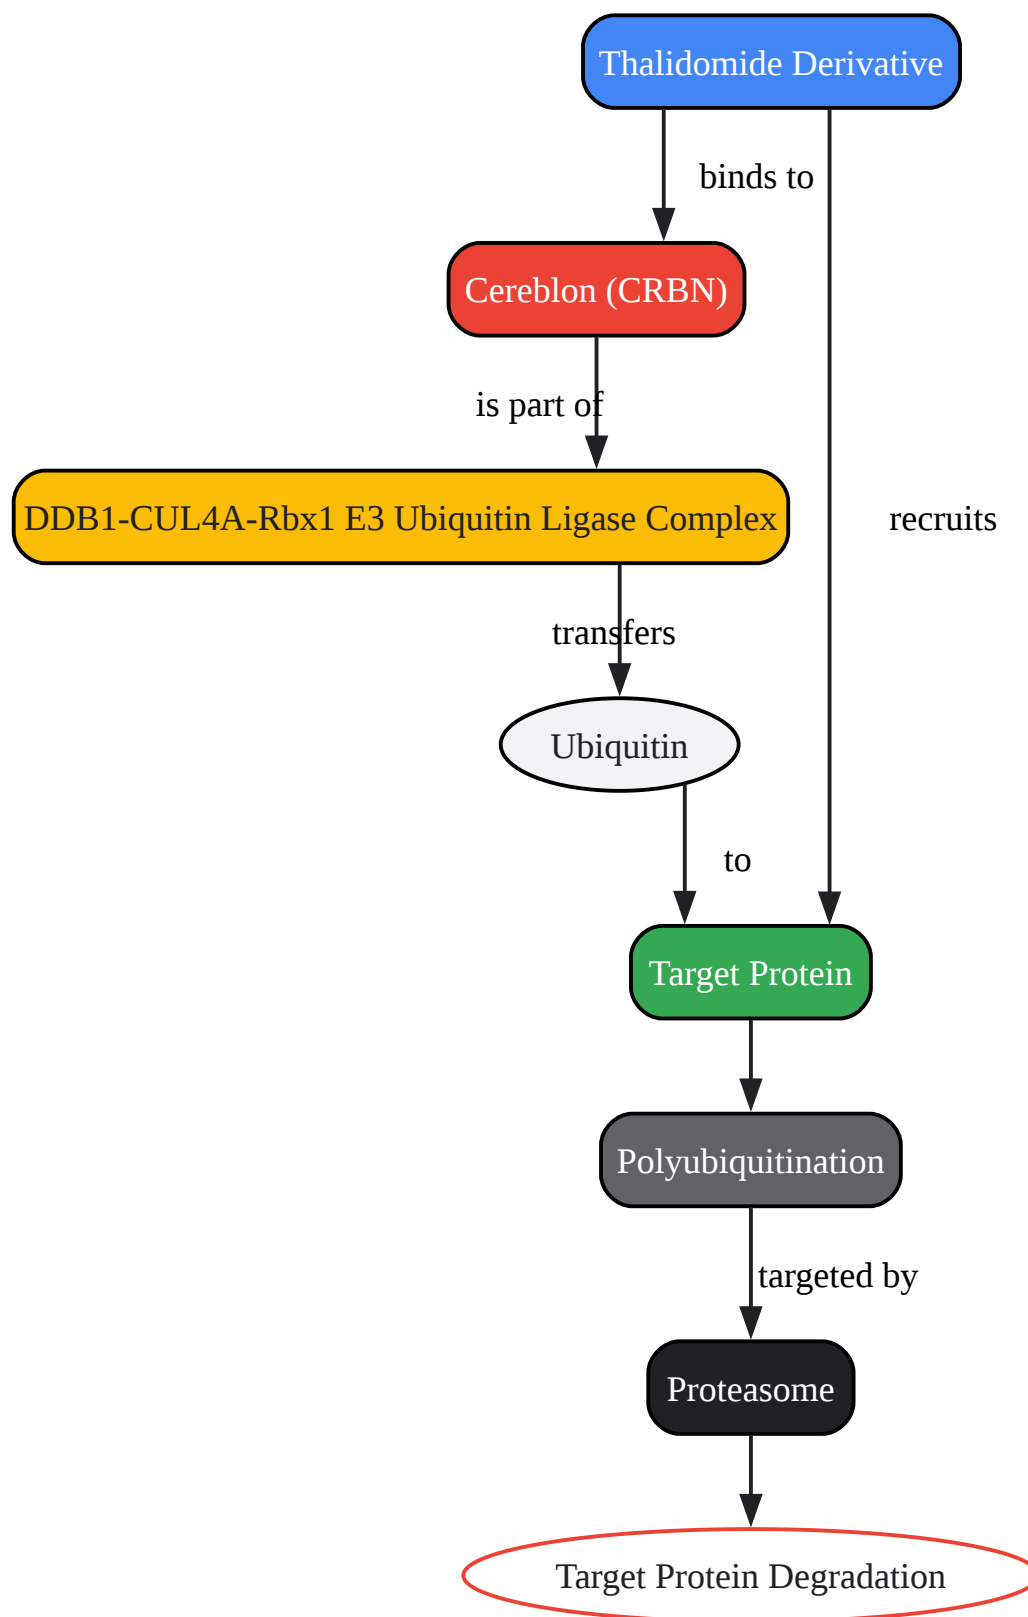 Thalidomide Derivative
binds to
Cereblon (CRBN)
is part of
DDB1-CUL4A-Rbx1 E3 Ubiquitin Ligase Complex
recruits
transfers
Ubiquitin
to
Target Protein
Polyubiquitination
targeted by
Proteasome
Target Protein Degradation